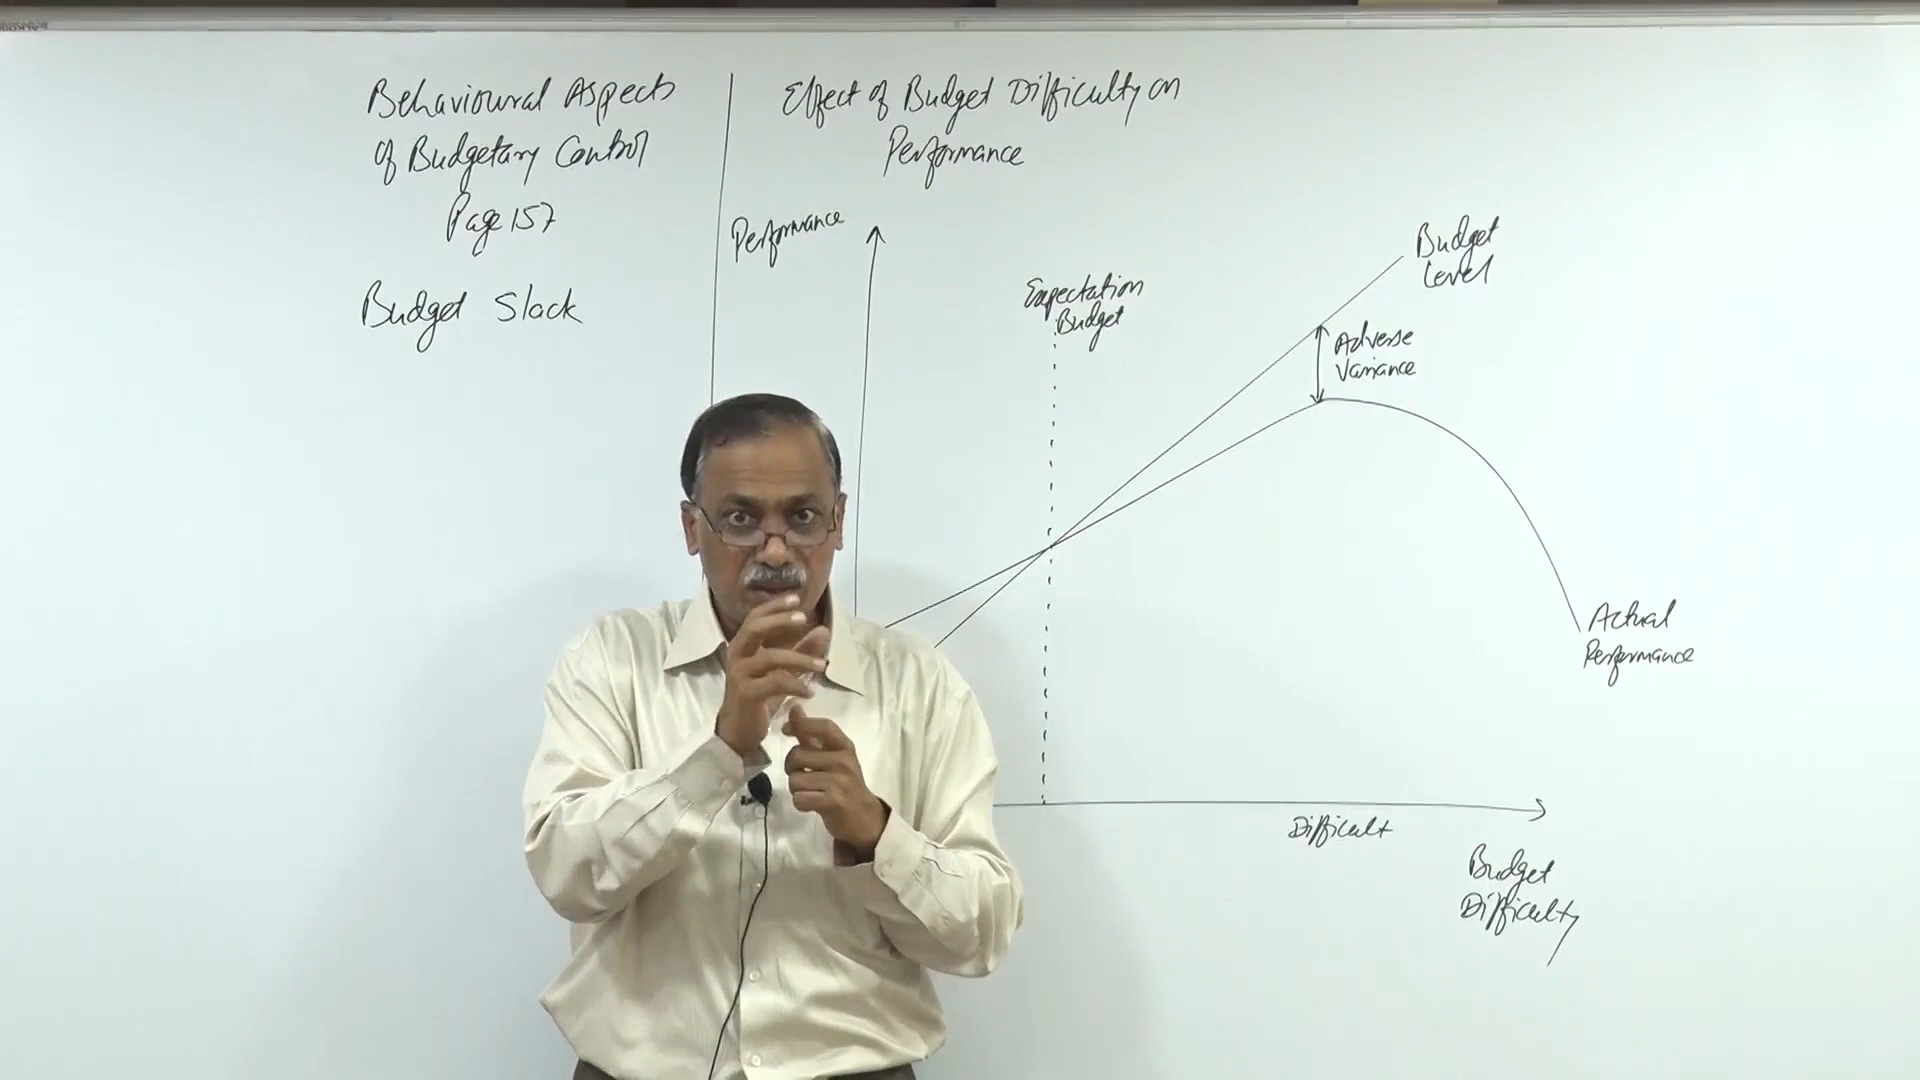 Behavioural Aspects
of Budgetary Control
Page 157
Budget Slack
Effect of Budget Difficulty on
Performance
Performance
Expectation
Budget
Budget
Level
Adverse
Variance
Actual
Performance
Difficult
Budget
Difficulty